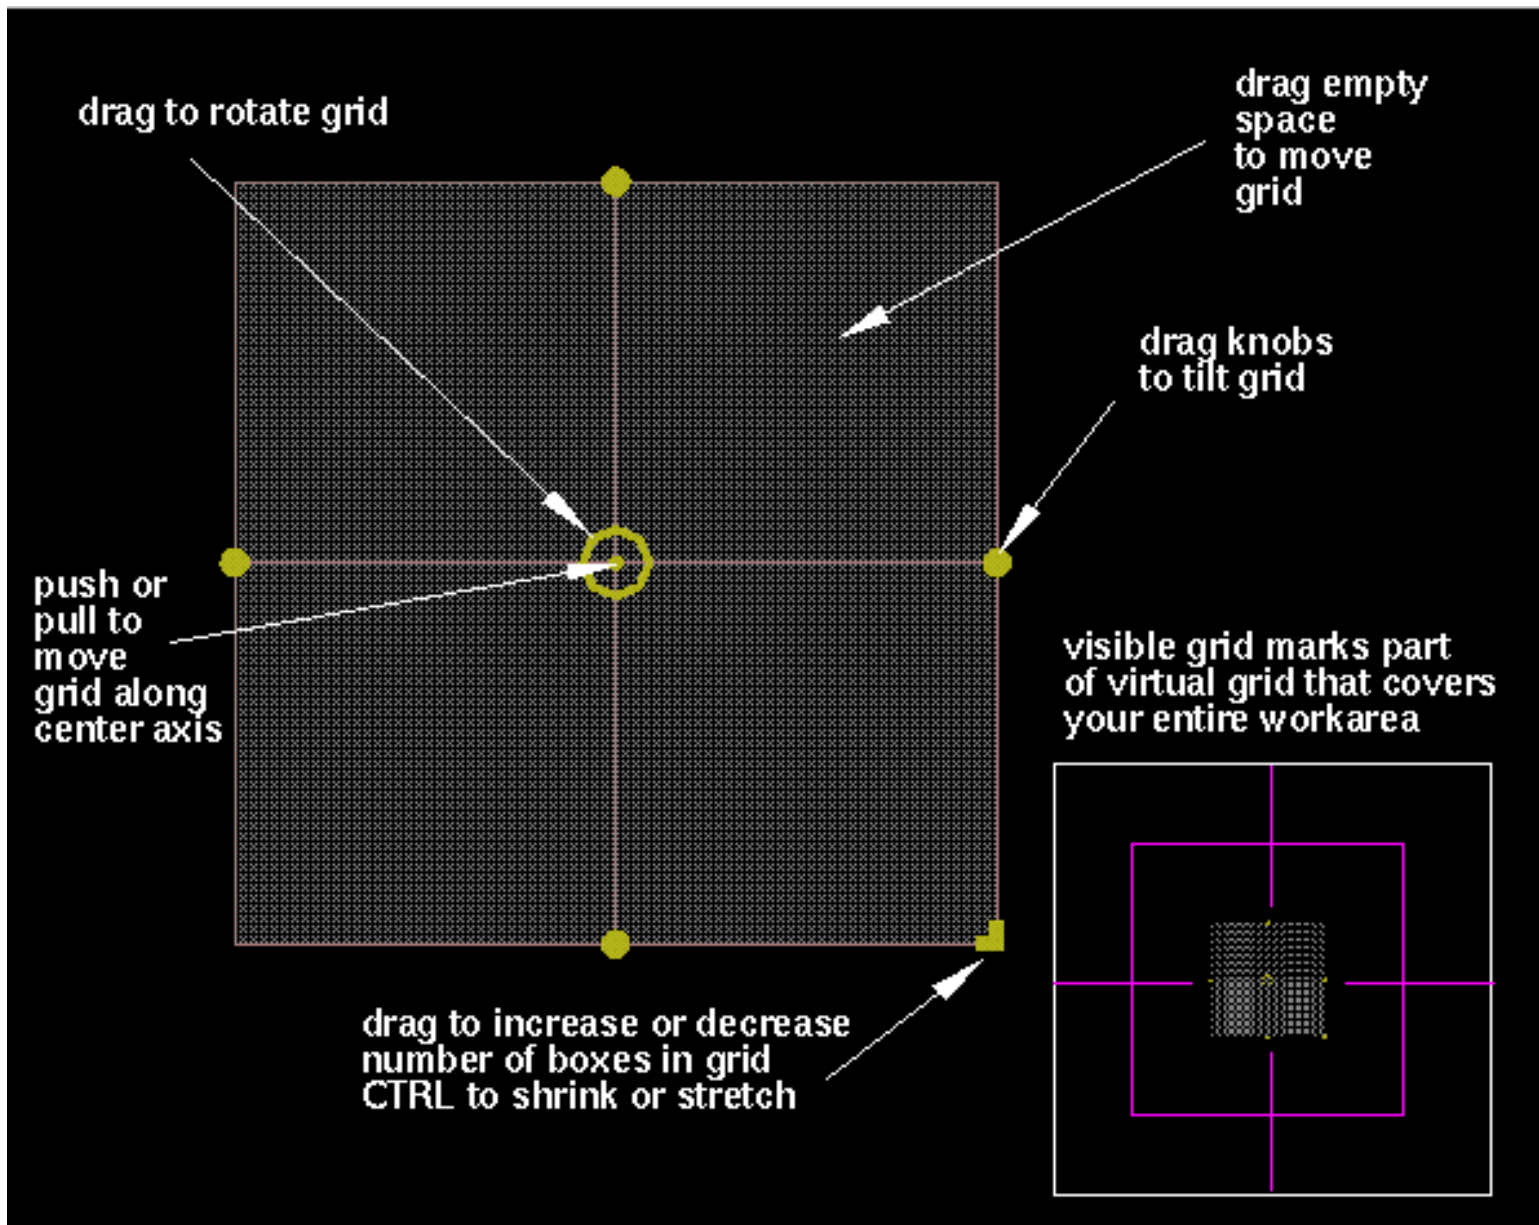 drag to rotate grid
drag empty
space
to move
grid
drag knobs
to tilt grid
push or
pull to
move
grid along
center axis
visible grid marks part
of virtual grid that covers
your entire workarea
drag to increase or decrease
number of boxes in grid
CTRL to shrink or stretch